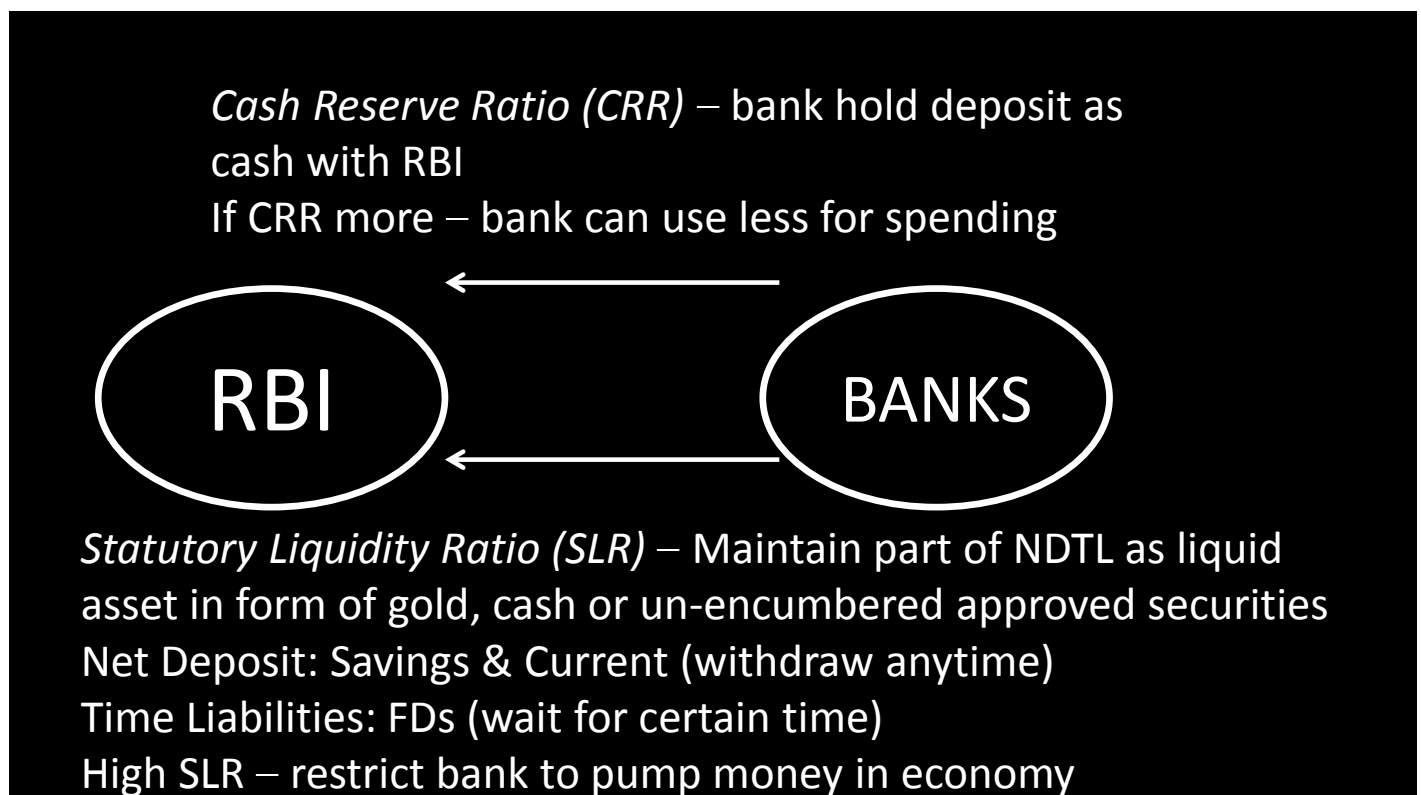 Cash Reserve Ratio (CRR) – bank hold deposit as
cash with RBI
If CRR more – bank can use less for spending
RBI
BANKS
Statutory Liquidity Ratio (SLR) – Maintain part of NDTL as liquid
asset in form of gold, cash or un-encumbered approved securities
Net Deposit: Savings & Current (withdraw anytime)
Time Liabilities: FDs (wait for certain time)
High SLR – restrict bank to pump money in economy